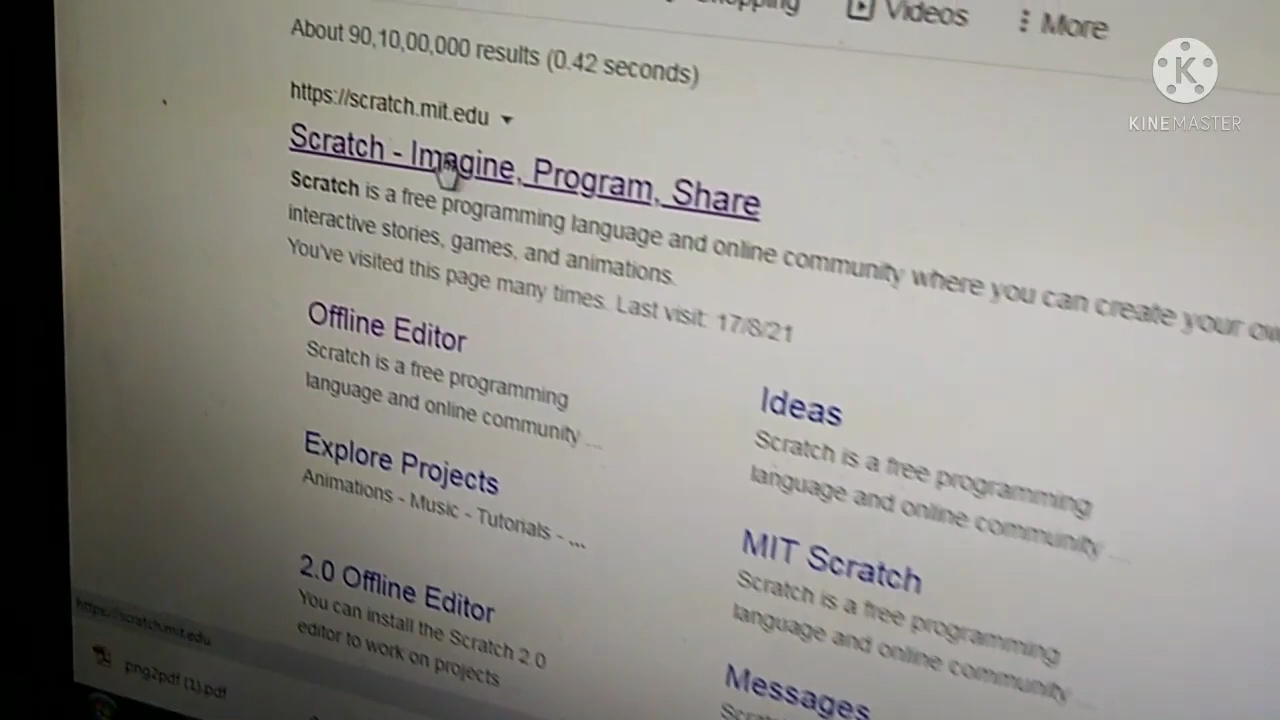 Videos
More
About 90,10,00,000 results (0.42 seconds)
https://scratch.mit.edu
Scratch - Imagine, Program, Share
Scratch is a free programming language and online community where you can create your
interactive stories, games, and animations.
You've visited this page many times. Last visit: 17/8/21
Offline Editor
Scratch is a free programming
language and online community ...
Explore Projects
Animations - Music - Tutorials - ...
2.0 Offline Editor
You can install the Scratch 2.0
editor to work on projects
Ideas
Scratch is a free programming
language and online community ...
MIT Scratch
Scratch is a free programming
language and online community ...
Messages
https://scratch.mit.edu
png2pdf (1).pdf
K
KINEMASTER